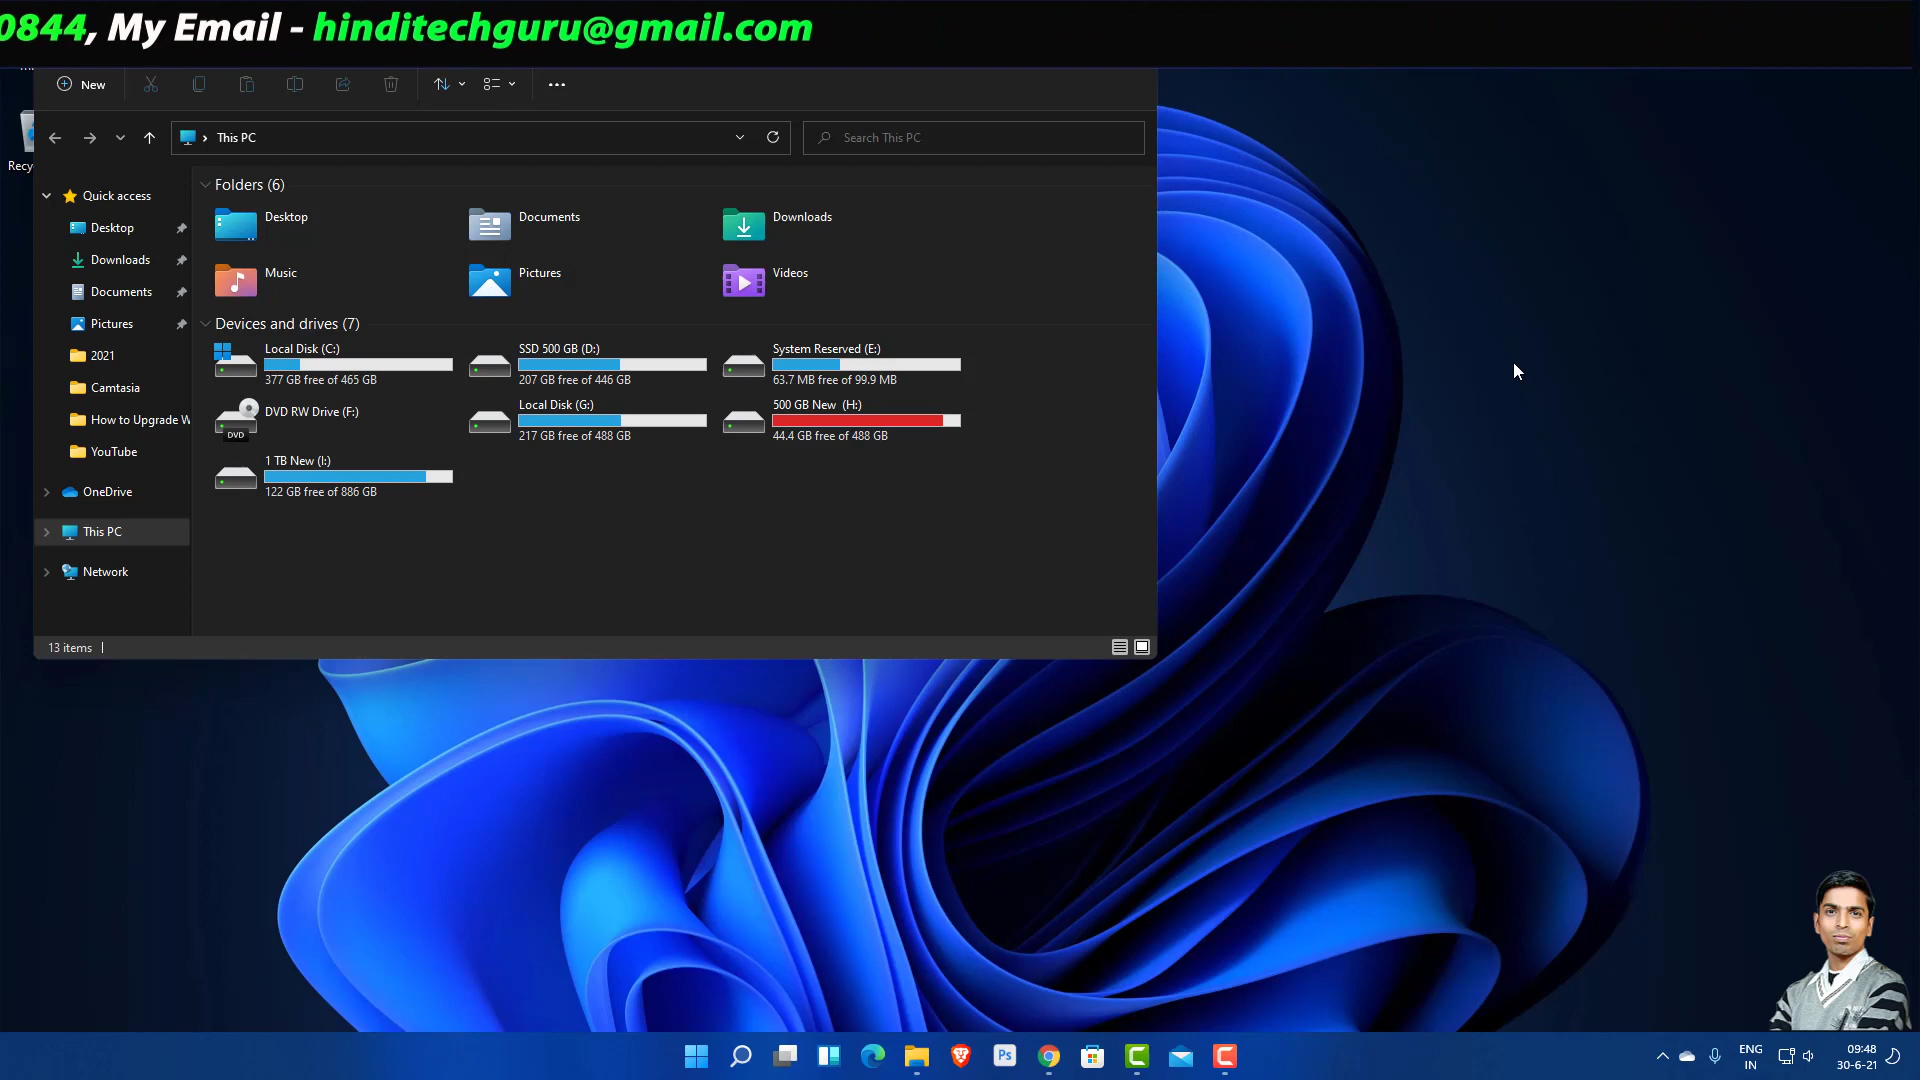 0844, My Email - hinditechguru@gmail.com
New
This PC
Search This PC
Recy
Quick access
Desktop
Downloads
Documents
Pictures
2021
Camtasia
How to Upgrade W
YouTube
OneDrive
This PC
Network
Folders (6)
Desktop
Documents
Downloads
Music
Pictures
Videos
Devices and drives (7)
Local Disk (C:)
377 GB free of 465 GB
SSD 500 GB (D:)
207 GB free of 446 GB
System Reserved (E:)
63.7 MB free of 99.9 MB
DVD RW Drive (F:)
DVD
Local Disk (G:)
217 GB free of 488 GB
500 GB New (H:)
44.4 GB free of 488 GB
1 TB New (I:)
122 GB free of 886 GB
13 items
Ps
ENG
IN
09:48
30-6-21